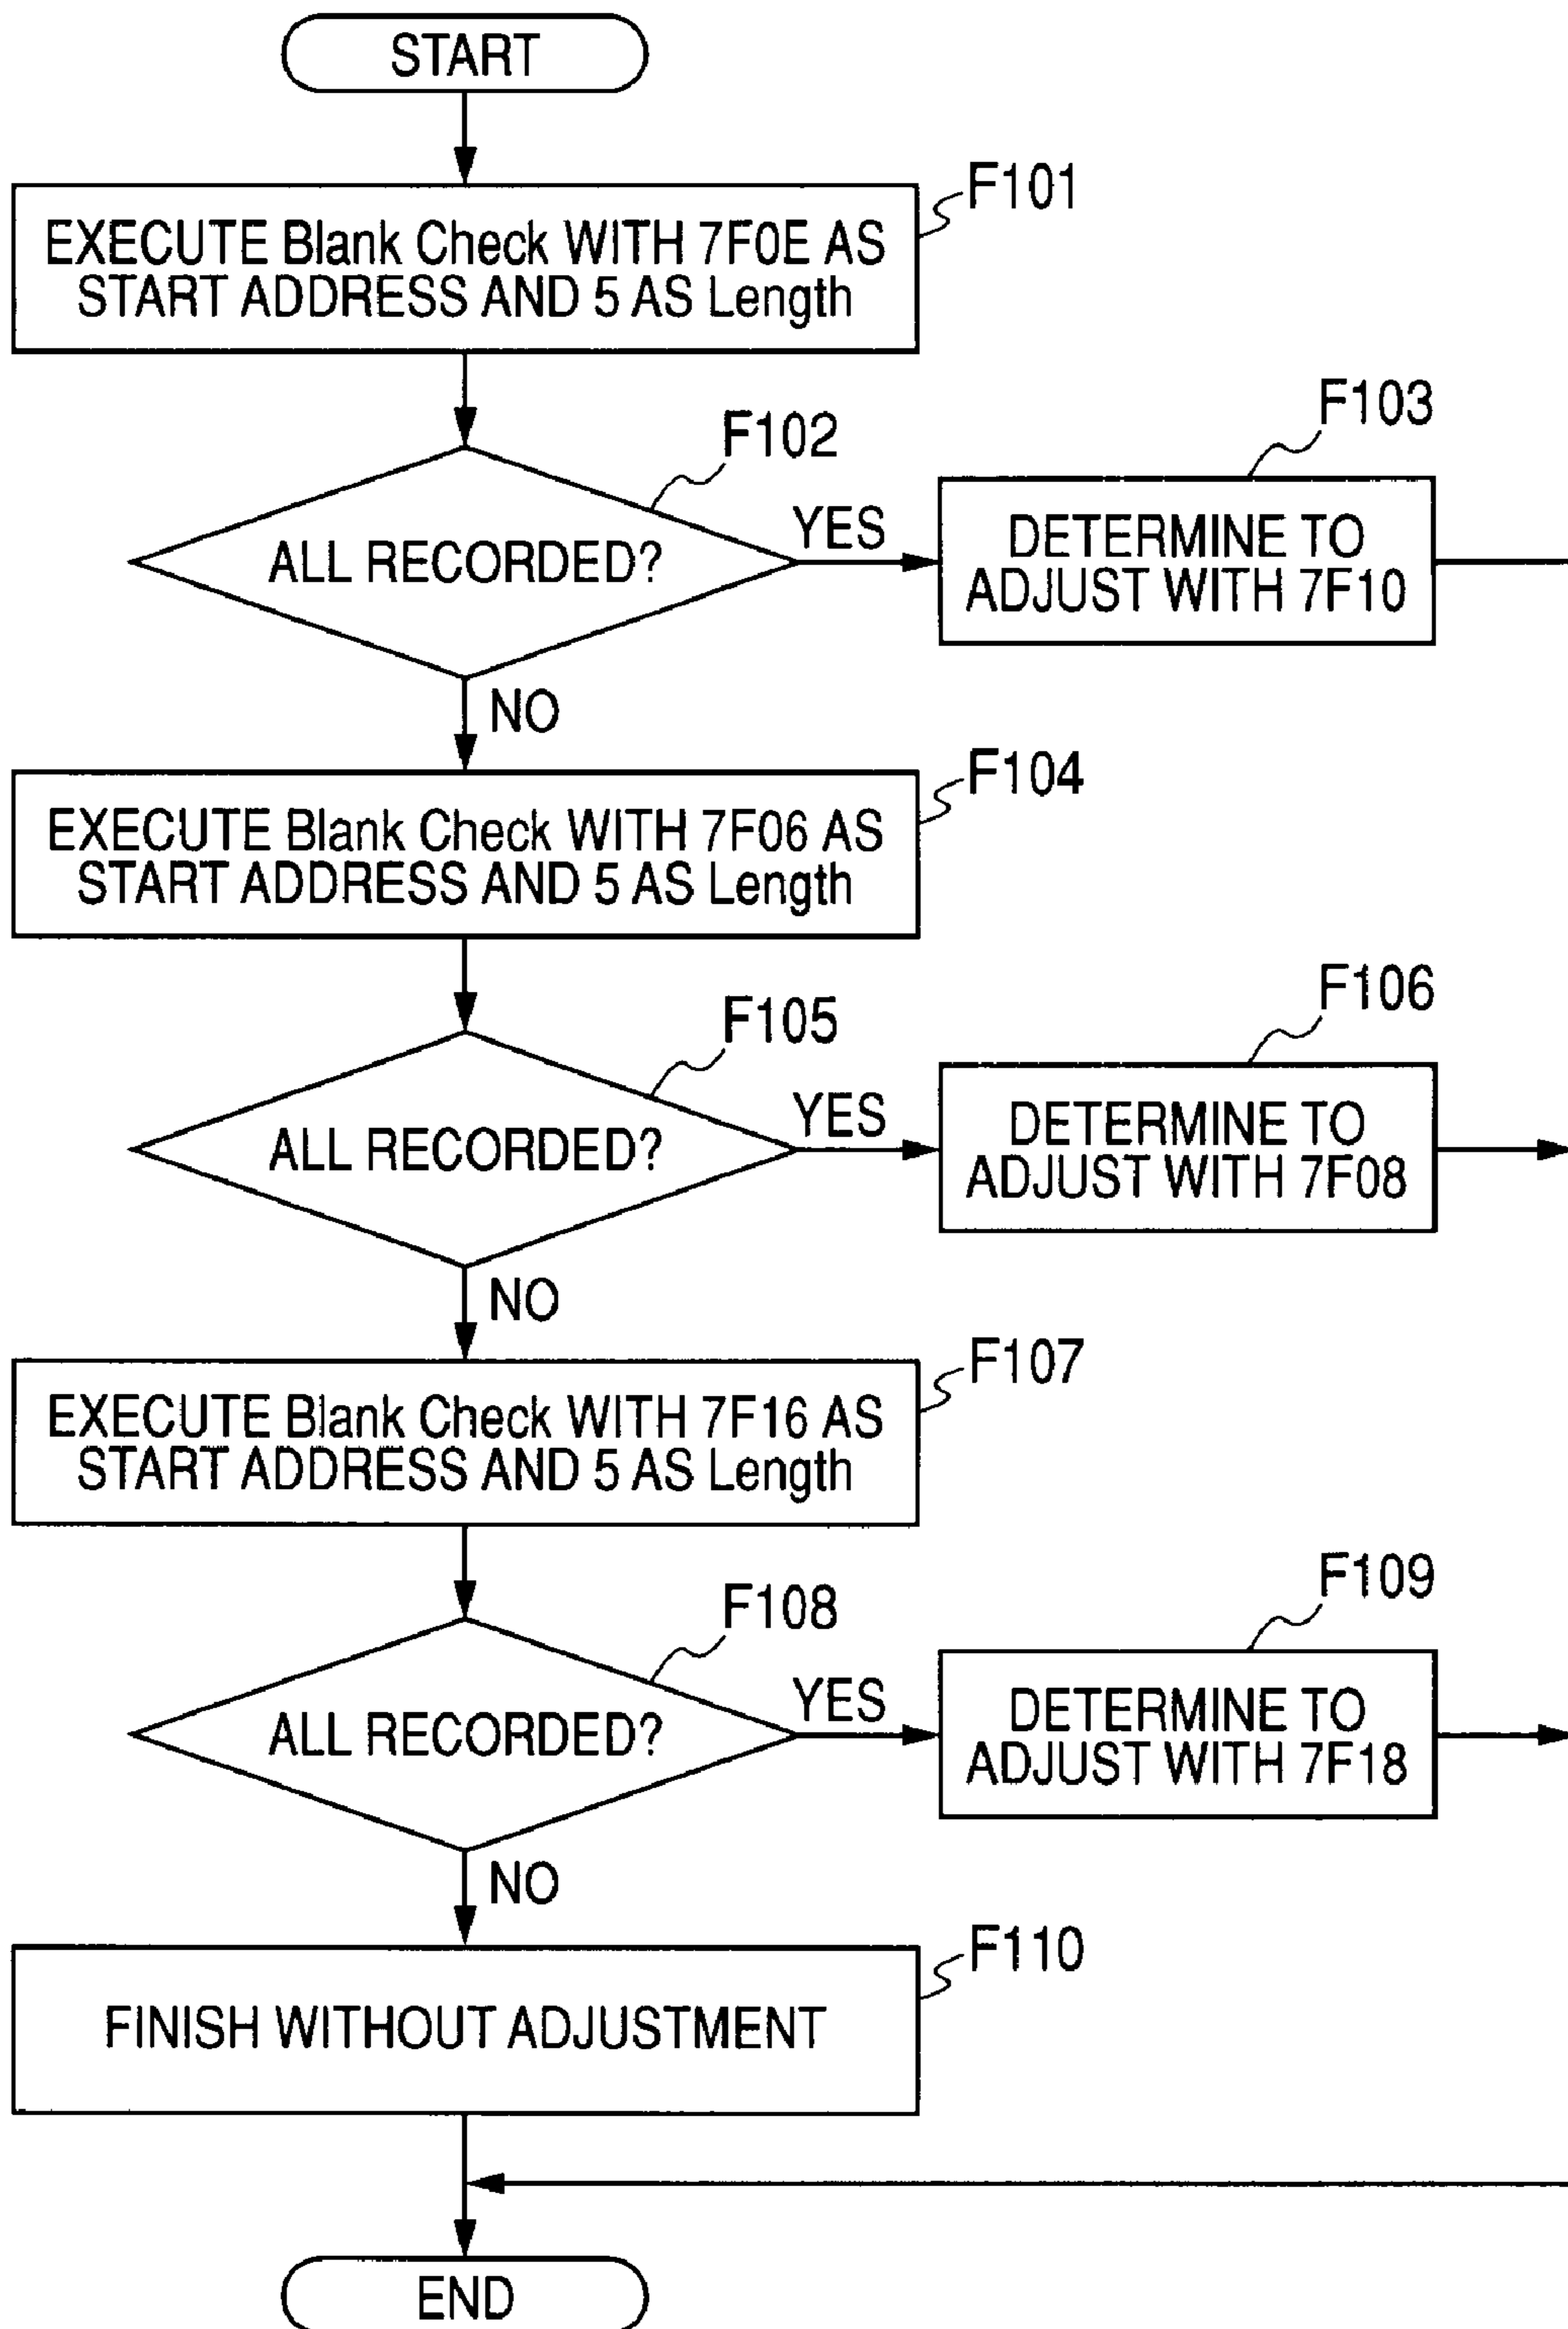 START
F101
EXECUTE Blank Check WITH 7F0E AS
START ADDRESS AND 5 AS Length
F102
ALL RECORDED?
YES
F103
DETERMINE TO
ADJUST WITH 7F10
NO
F104
EXECUTE Blank Check WITH 7F06 AS
START ADDRESS AND 5 AS Length
F105
ALL RECORDED?
YES
F106
DETERMINE TO
ADJUST WITH 7F08
NO
F107
EXECUTE Blank Check WITH 7F16 AS
START ADDRESS AND 5 AS Length
F108
ALL RECORDED?
YES
F109
DETERMINE TO
ADJUST WITH 7F18
NO
F110
FINISH WITHOUT ADJUSTMENT
END